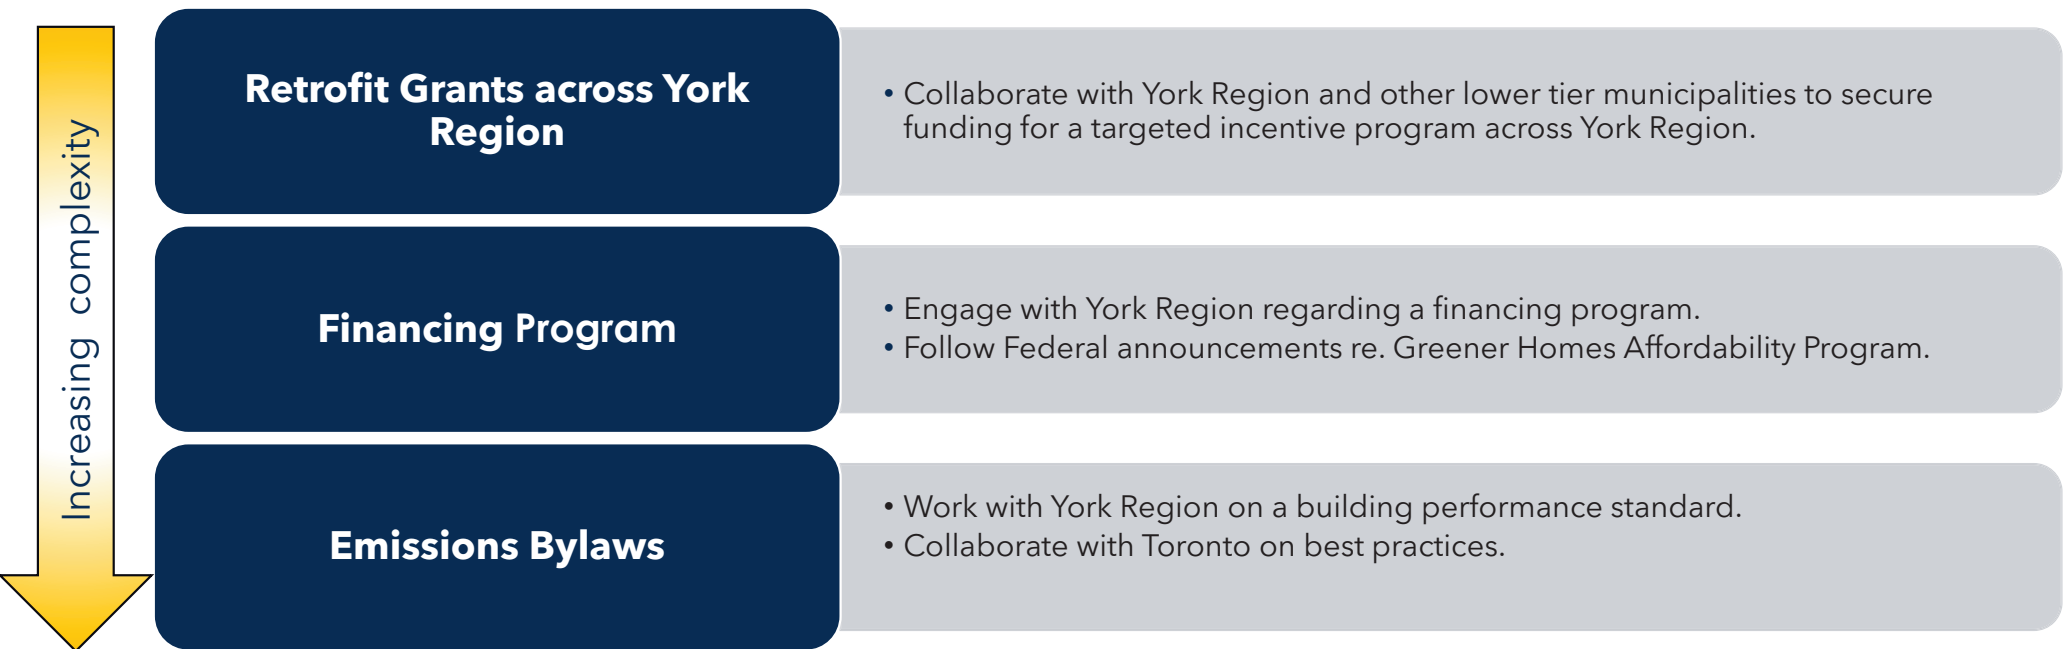 Increasing complexity
Retrofit Grants across York
Region
• Collaborate with York Region and other lower tier municipalities to secure
funding for a targeted incentive program across York Region.
Financing Program
• Engage with York Region regarding a financing program.
• Follow Federal announcements re. Greener Homes Affordability Program.
Emissions Bylaws
• Work with York Region on a building performance standard.
• Collaborate with Toronto on best practices.